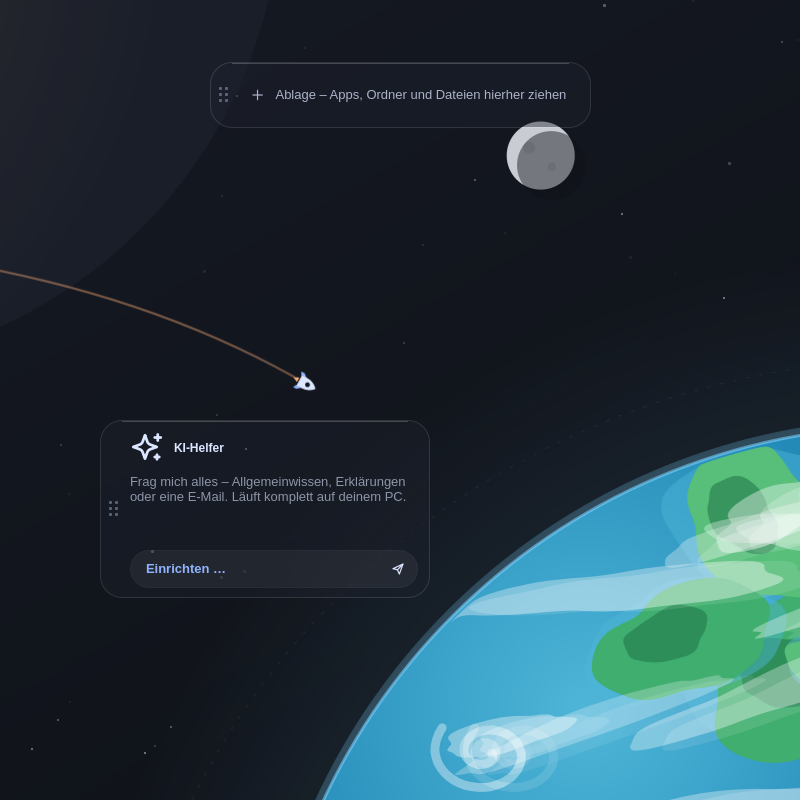 Ablage – Apps, Ordner und Dateien hierher ziehen
KI-Helfer
Frag mich alles – Allgemeinwissen, Erklärungen
oder eine E-Mail. Läuft komplett auf deinem PC.
Einrichten …